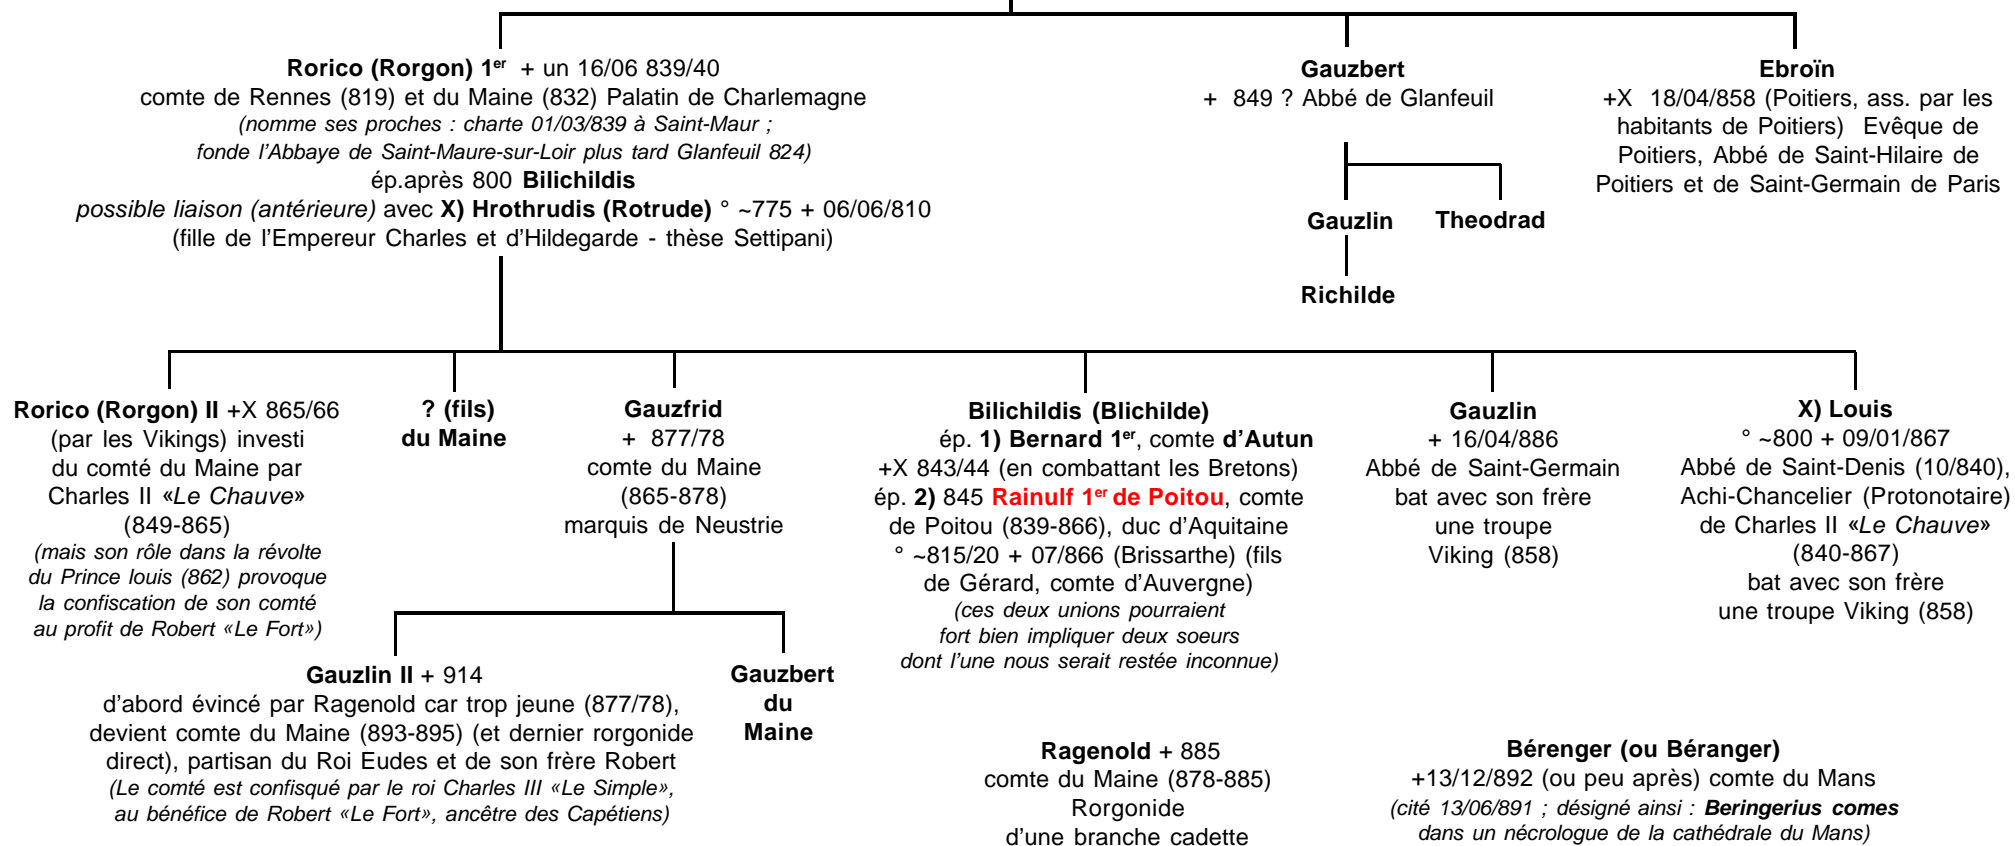 Rorico (Rorgon) 1er + un 16/06 839/40
comte de Rennes (819) et du Maine (832) Palatin de Charlemagne
(nomme ses proches : charte 01/03/839 à Saint-Maur ;
fonde l'Abbaye de Saint-Maure-sur-Loir plus tard Glanfeuil 824)
ép.après 800 Bilichildis
possible liaison (antérieure) avec X) Hrothrudis (Rotrude) ° ~775 + 06/06/810
(fille de l'Empereur Charles et d'Hildegarde - thèse Settipani)
Gauzbert
+ 849 ? Abbé de Glanfeuil
Ebroïn
+X 18/04/858 (Poitiers, ass. par les
habitants de Poitiers) Evêque de
Poitiers, Abbé de Saint-Hilaire de
Poitiers et de Saint-Germain de Paris
Gauzlin
Theodrad
Richilde
Rorico (Rorgon) II +X 865/66
(par les Vikings) investi
du comté du Maine par
Charles II «Le Chauve»
(849-865)
(mais son rôle dans la révolte
du Prince louis (862) provoque
la confiscation de son comté
au profit de Robert «Le Fort»)
? (fils)
du Maine
Gauzfrid
+ 877/78
comte du Maine
(865-878)
marquis de Neustrie
Bilichildis (Blichilde)
ép. 1) Bernard 1er, comte d'Autun
+X 843/44 (en combattant les Bretons)
ép. 2) 845 Rainulf 1er de Poitou, comte
de Poitou (839-866), duc d'Aquitaine
° ~815/20 + 07/866 (Brissarthe) (fils
de Gérard, comte d'Auvergne)
(ces deux unions pourraient
fort bien impliquer deux soeurs
dont l'une nous serait restée inconnue)
Gauzlin
+ 16/04/886
Abbé de Saint-Germain
bat avec son frère
une troupe
Viking (858)
X) Louis
° ~800 + 09/01/867
Abbé de Saint-Denis (10/840),
Achi-Chancelier (Protonotaire)
de Charles II «Le Chauve»
(840-867)
bat avec son frère
une troupe Viking (858)
Gauzlin II + 914
d'abord évincé par Ragenold car trop jeune (877/78),
devient comte du Maine (893-895) (et dernier rorgonide
direct), partisan du Roi Eudes et de son frère Robert
(Le comté est confisqué par le roi Charles III «Le Simple»,
au bénéfice de Robert «Le Fort», ancêtre des Capétiens)
Gauzbert
du
Maine
Ragenold + 885
comte du Maine (878-885)
Rorgonide
d'une branche cadette
Bérenger (ou Béranger)
+13/12/892 (ou peu après) comte du Mans
(cité 13/06/891 ; désigné ainsi : Beringerius comes
dans un nécrologue de la cathédrale du Mans)